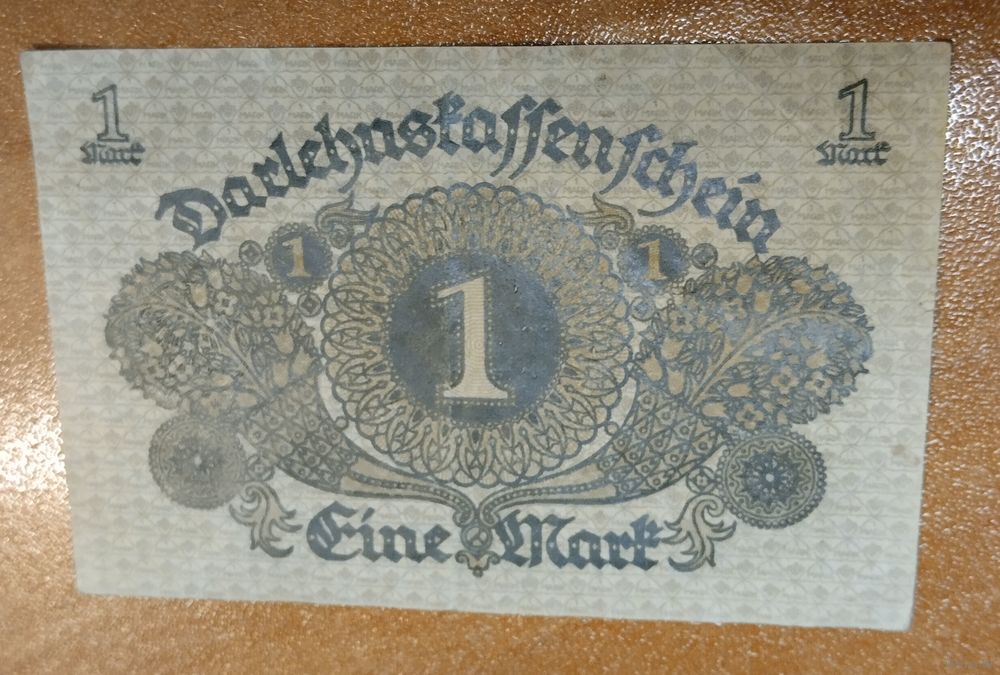 1 1
Mark Mark
Darlehnskassenschein
1 1
1
Eine Mark